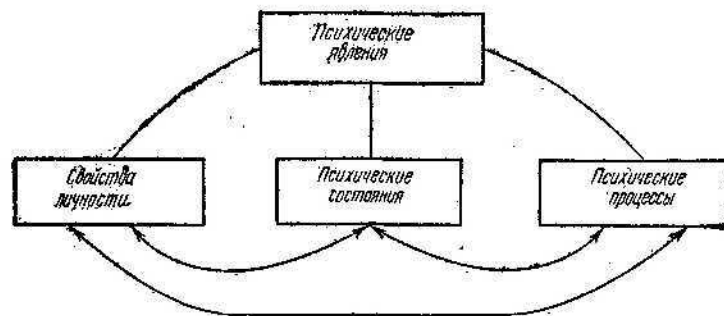 Психические
явления
Свойства
личности
Психические
состояния
Психические
процессы